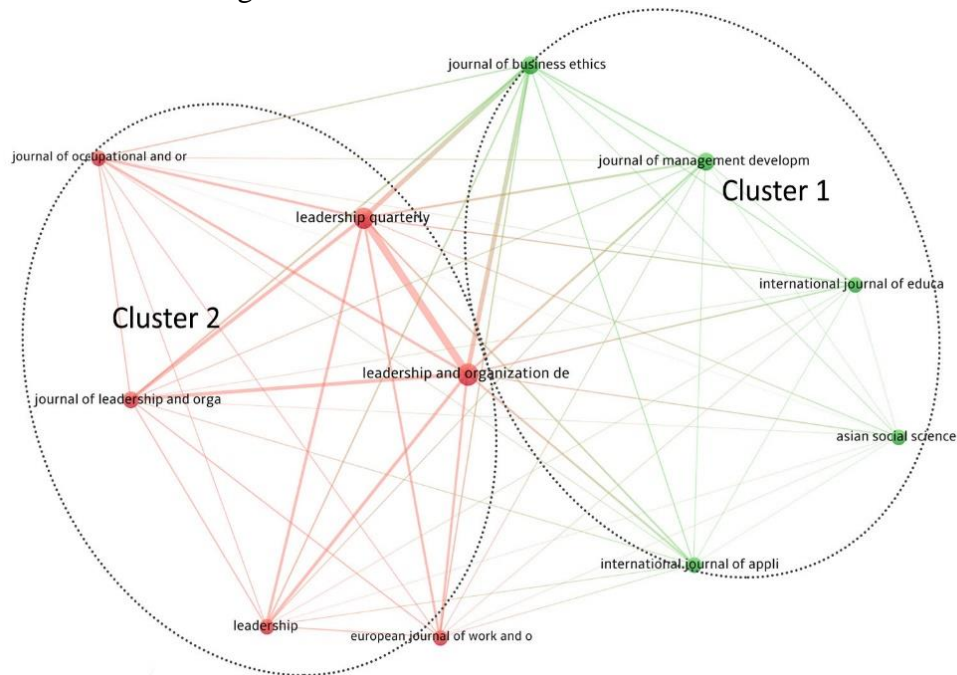 journal of business ethics
journal of occupational and or
journal of management developm
Cluster 1
leadership quarterly
international journal of educa
Cluster 2
leadership and organization de
journal of leadership and orga
asian social science
international journal of appli
leadership
european journal of work and o